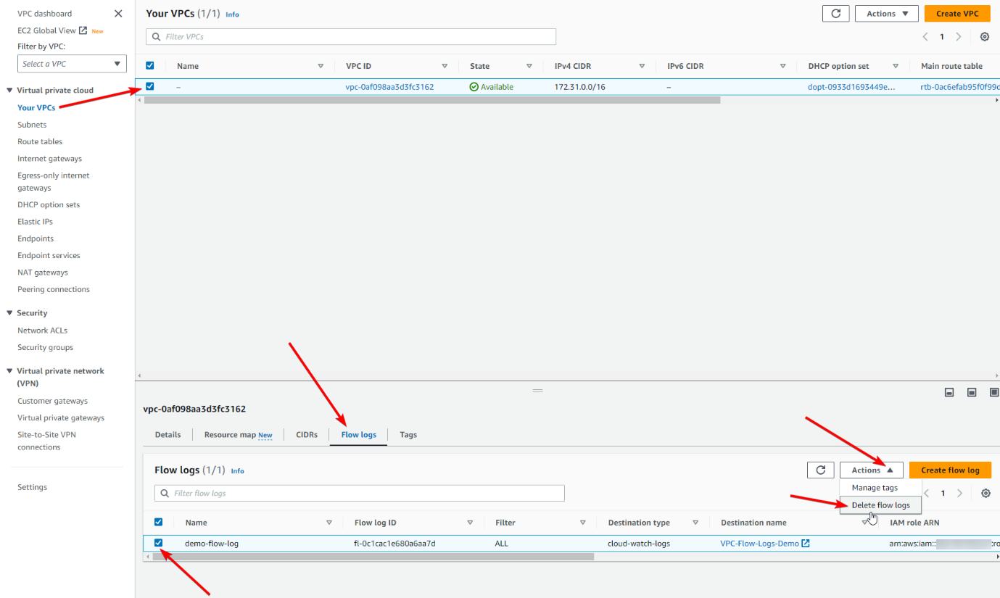 VPC dashboard
EC2 Global View New
Filter by VPC:
Select a VPC
Virtual private cloud
Your VPCs
Subnets
Route tables
Internet gateways
Egress-only internet
gateways
DHCP option sets
Elastic IPs
Endpoints
Endpoint services
NAT gateways
Peering connections
Security
Network ACLs
Security groups
Virtual private network
(VPN)
Customer gateways
Virtual private gateways
Site-to-Site VPN
connections
Settings
Your VPCs (1/1) Info
Actions
Create VPC
Filter VPCs
1
Name VPC ID State IPv4 CIDR IPv6 CIDR DHCP option set Main route table
– vpc-0af098aa3d3fc3162 Available 172.31.0.0/16 – dopt-0933d1693449e... rtb-0ac6efab95f0f99d
vpc-0af098aa3d3fc3162
Details Resource map New CIDRs Flow logs Tags
Flow logs (1/1) Info
Actions
Create flow log
Manage tags
Delete flow logs
Filter flow logs
1
Name Flow log ID Filter Destination type Destination name IAM role ARN
demo-flow-log fl-0c1cac1e680a6aa7d ALL cloud-watch-logs VPC-Flow-Logs-Demo arn:aws:iam:: :ro